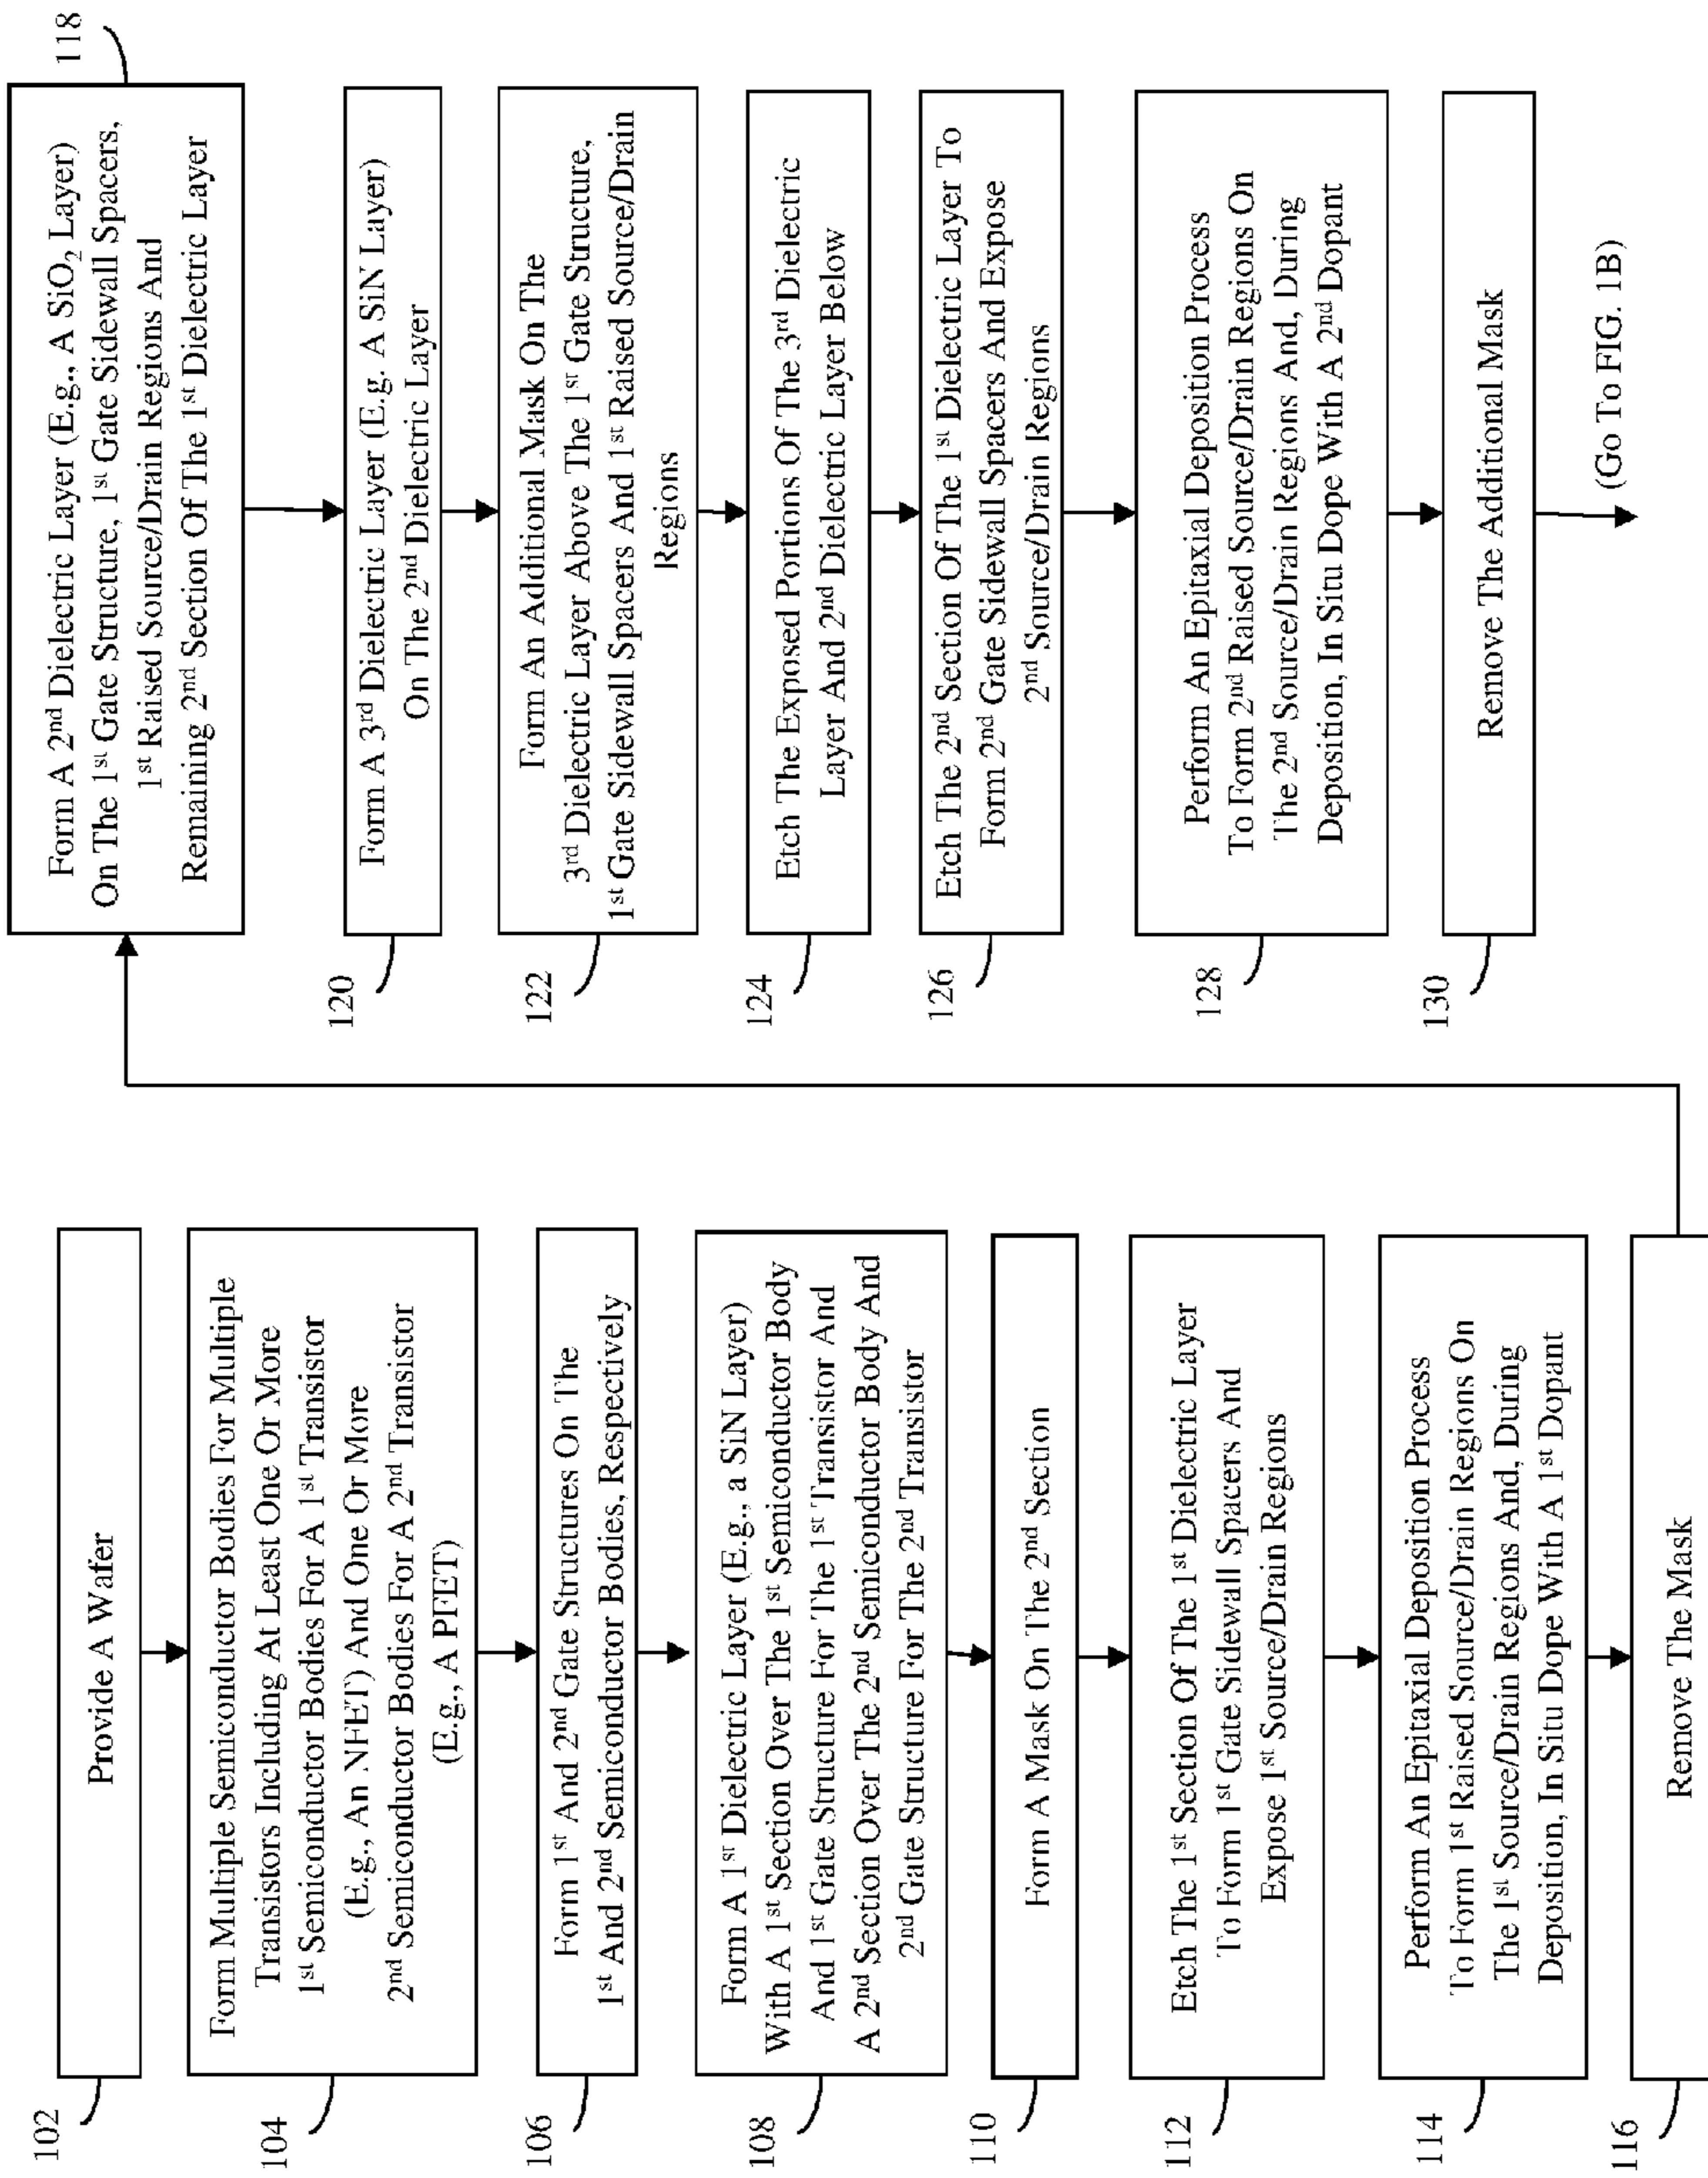 102
Provide A Wafer
104
Form Multiple Semiconductor Bodies For Multiple
Transistors Including At Least One Or More
1st Semiconductor Bodies For A 1st Transistor
(E.g., An NFET) And One Or More
2nd Semiconductor Bodies For A 2nd Transistor
(E.g., A PFET)
106
Form 1st And 2nd Gate Structures On The
1st And 2nd Semiconductor Bodies, Respectively
108
Form A 1ST Dielectric Layer (E.g., a SiN Layer)
With A 1st Section Over The 1st Semiconductor Body
And 1st Gate Structure For The 1st Transistor And
A 2nd Section Over The 2nd Semiconductor Body And
2nd Gate Structure For The 2nd Transistor
110
Form A Mask On The 2nd Section
112
Etch The 1st Section Of The 1st Dielectric Layer
To Form 1st Gate Sidewall Spacers And
Expose 1st Source/Drain Regions
114
Perform An Epitaxial Deposition Process
To Form 1st Raised Source/Drain Regions On
The 1st Source/Drain Regions And, During
Deposition, In Situ Dope With A 1st Dopant
116
Remove The Mask
118
Form A 2nd Dielectric Layer (E.g., A SiO₂ Layer)
On The 1st Gate Structure, 1st Gate Sidewall Spacers,
1st Raised Source/Drain Regions And
Remaining 2nd Section Of The 1st Dielectric Layer
120
Form A 3rd Dielectric Layer (E.g. A SiN Layer)
On The 2nd Dielectric Layer
122
Form An Additional Mask On The
3rd Dielectric Layer Above The 1st Gate Structure,
1st Gate Sidewall Spacers And 1st Raised Source/Drain
Regions
124
Etch The Exposed Portions Of The 3rd Dielectric
Layer And 2nd Dielectric Layer Below
126
Etch The 2nd Section Of The 1st Dielectric Layer To
Form 2nd Gate Sidewall Spacers And Expose
2nd Source/Drain Regions
128
Perform An Epitaxial Deposition Process
To Form 2nd Raised Source/Drain Regions On
The 2nd Source/Drain Regions And, During
Deposition, In Situ Dope With A 2nd Dopant
130
Remove The Additional Mask
(Go To FIG. 1B)